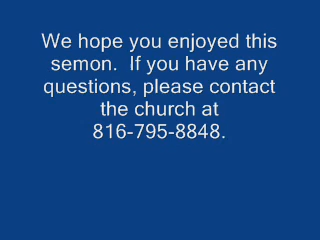 We hope you enjoyed this
semon.  If you have any
questions, please contact
the church at
816-795-8848.